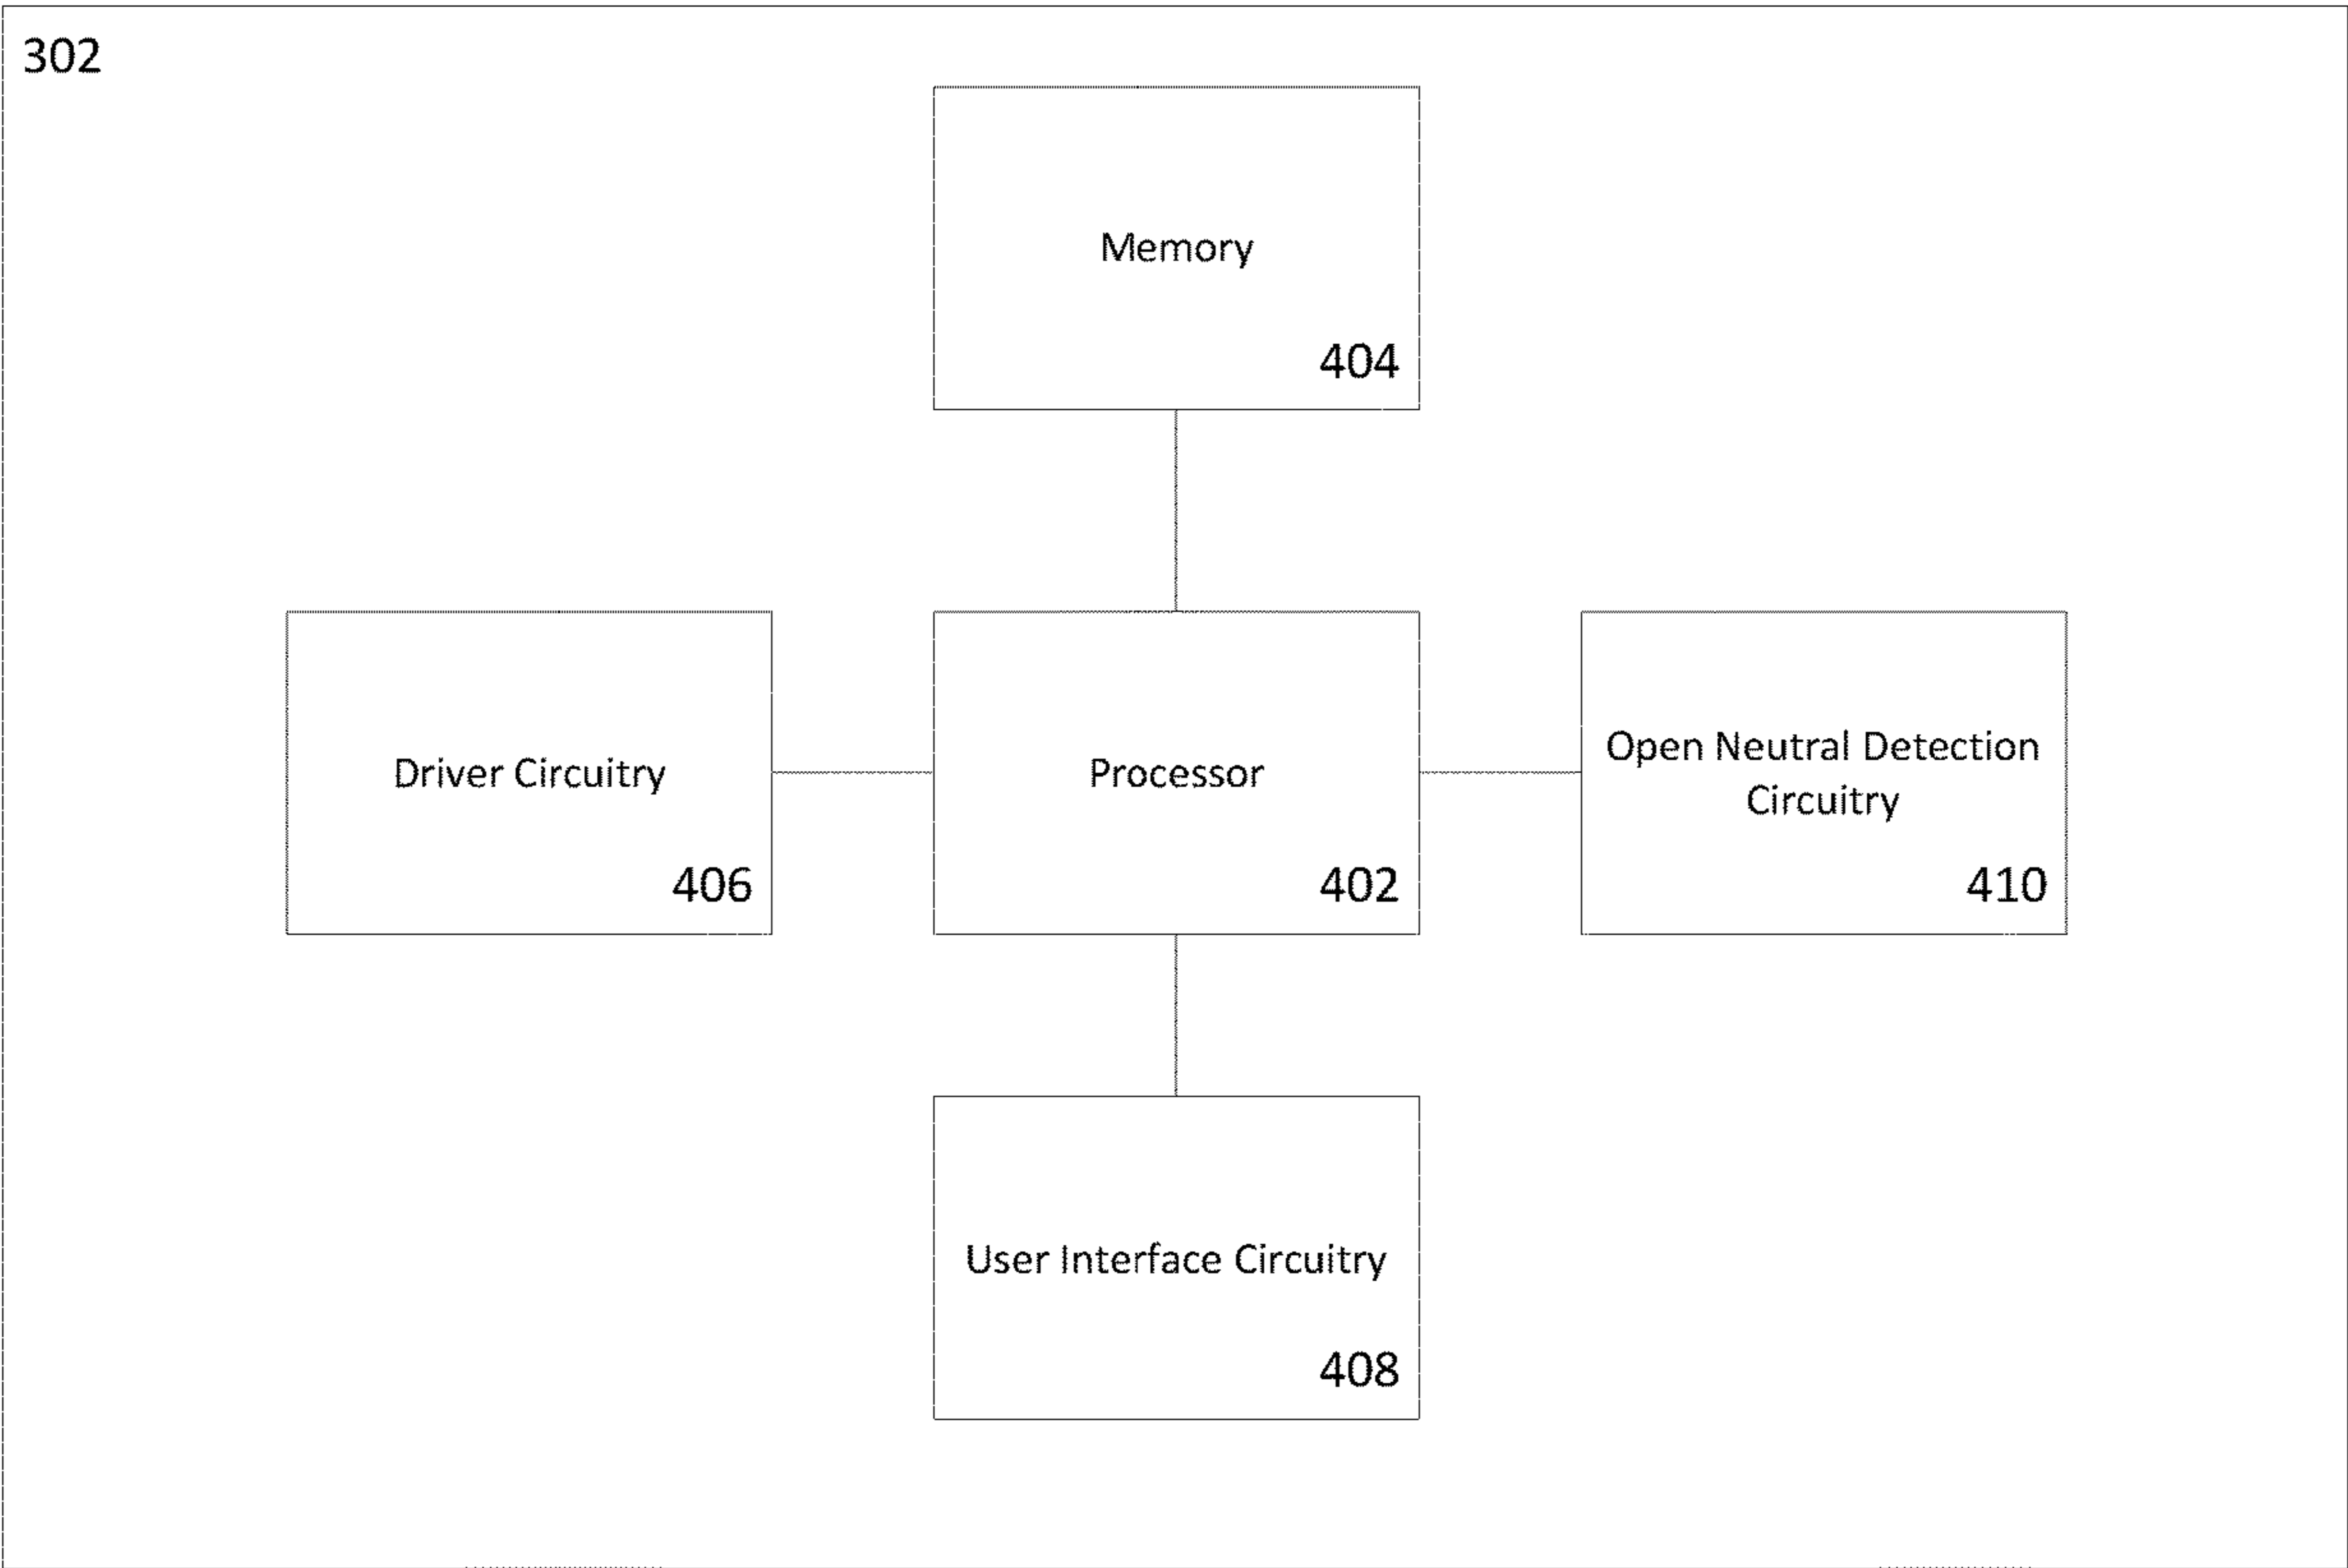 302
Memory
404
Driver Circuitry
406
Processor
402
Open Neutral Detection
Circuitry
410
User Interface Circuitry
408